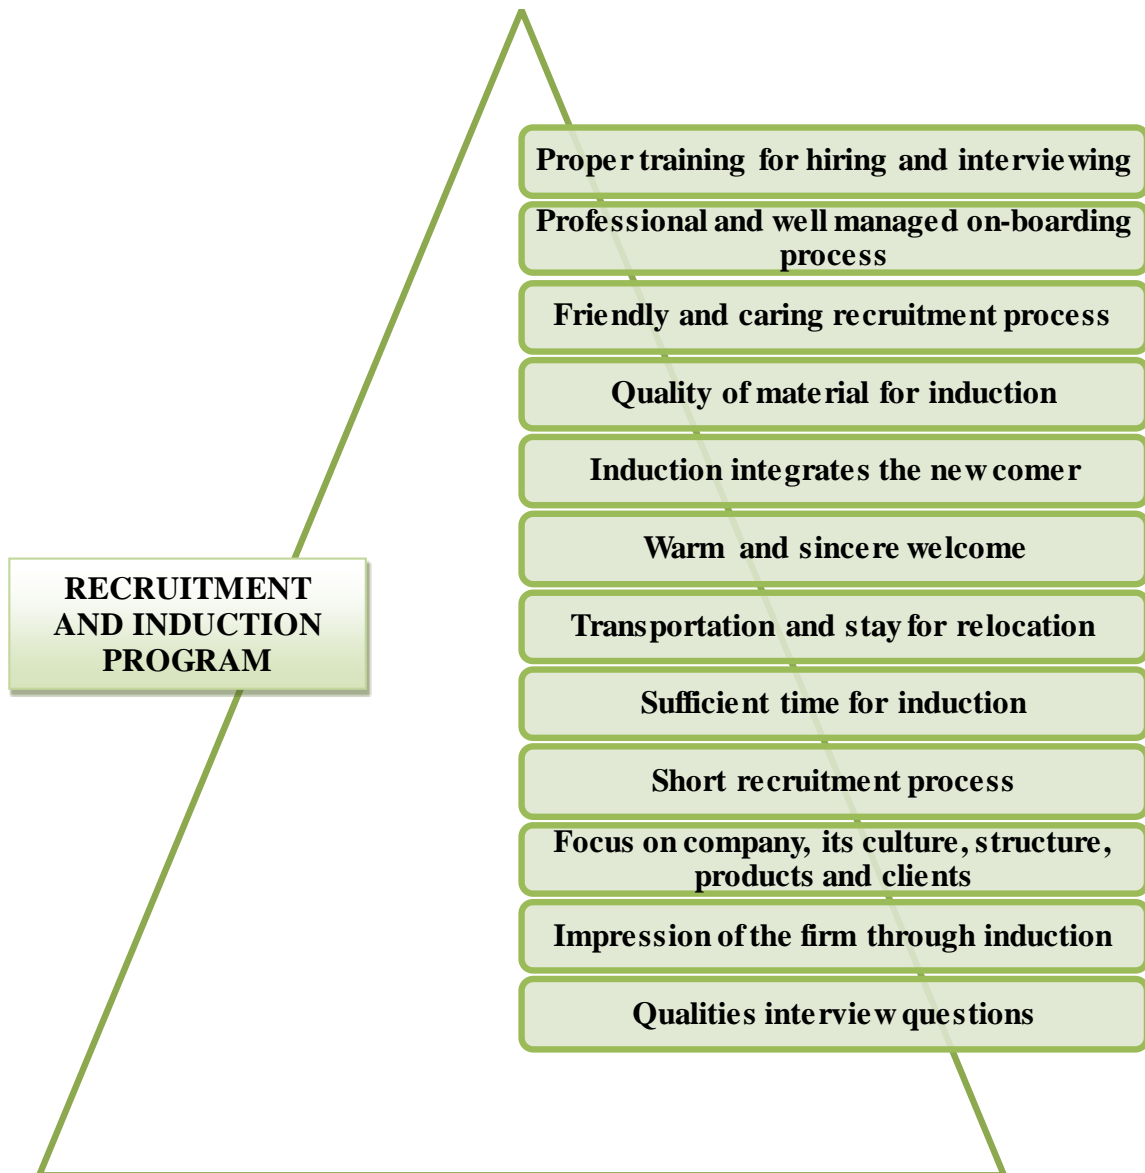 Proper training for hiring and interviewing
Professional and well managed on-boarding
process
Friendly and caring recruitment process
Quality of material for induction
Induction integrates the new comer
Warm and sincere welcome
RECRUITMENT
AND INDUCTION
PROGRAM
Transportation and stay for relocation
Sufficient time for induction
Short recruitment process
Focus on company, its culture, structure,
products and clients
Impression of the firm through induction
Qualities interview questions